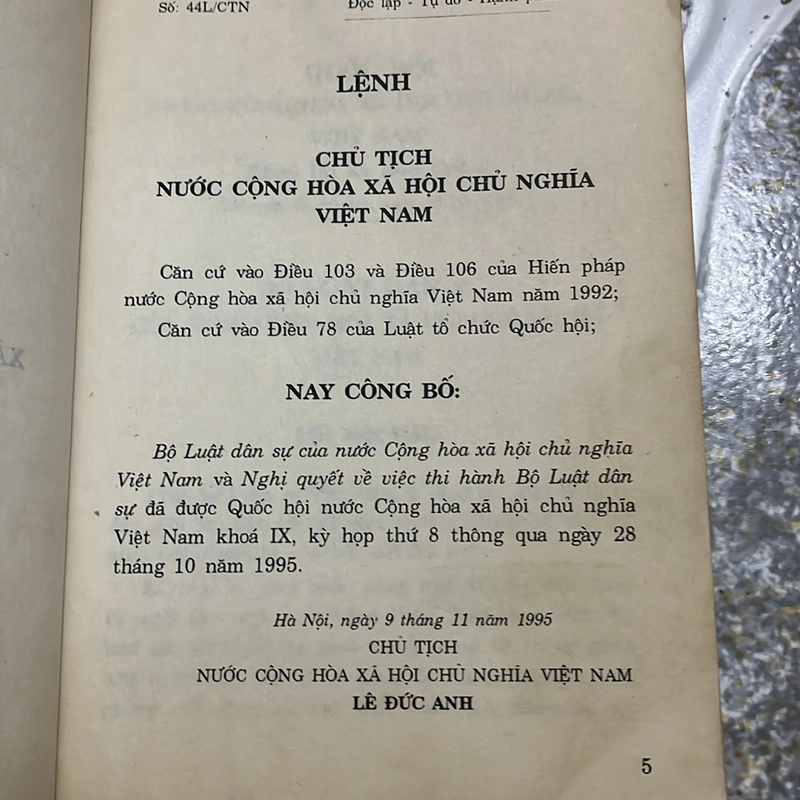 Số: 44L/CTN
Độc lập - Tự do -
LỆNH
CHỦ TỊCH
NƯỚC CỘNG HÒA XÃ HỘI CHỦ NGHĨA
VIỆT NAM
Căn cứ vào Điều 103 và Điều 106 của Hiến pháp
nước Cộng hòa xã hội chủ nghĩa Việt Nam năm 1992;
Căn cứ vào Điều 78 của Luật tổ chức Quốc hội;
NAY CÔNG BỐ:
Bộ Luật dân sự của nước Cộng hòa xã hội chủ nghĩa
Việt Nam và Nghị quyết về việc thi hành Bộ Luật dân
sự đã được Quốc hội nước Cộng hòa xã hội chủ nghĩa
Việt Nam khoá IX, kỳ họp thứ 8 thông qua ngày 28
tháng 10 năm 1995.
Hà Nội, ngày 9 tháng 11 năm 1995
CHỦ TỊCH
NƯỚC CỘNG HÒA XÃ HỘI CHỦ NGHĨA VIỆT NAM
LÊ ĐỨC ANH
5